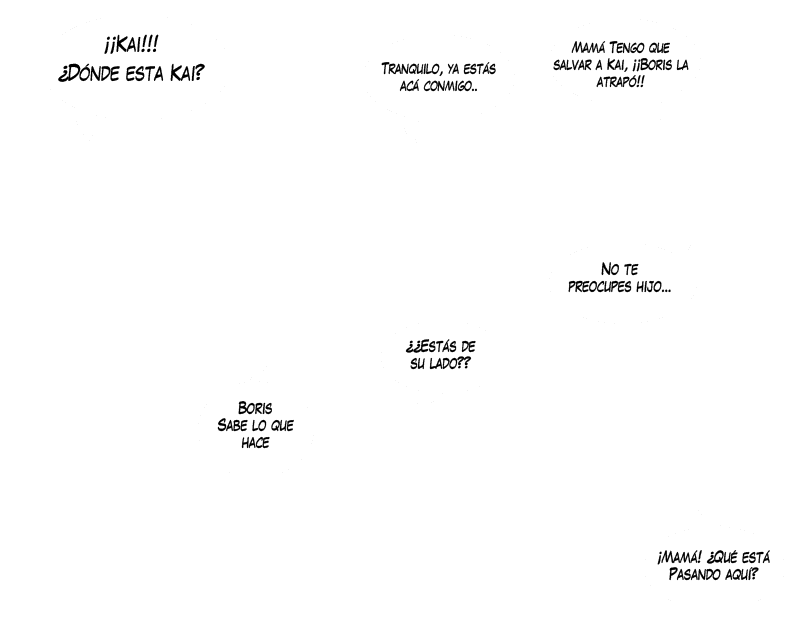 ¡¡Kai!!!
¿Dónde esta Kai?
Tranquilo, ya estás
acá conmigo..
Mamá Tengo que
salvar a Kai, ¡¡Boris la
atrapó!!
No te
preocupes hijo...
¿¿Estás de
su lado??
Boris
Sabe lo que
hace
¡Mamá! ¿Qué está
Pasando aquí?